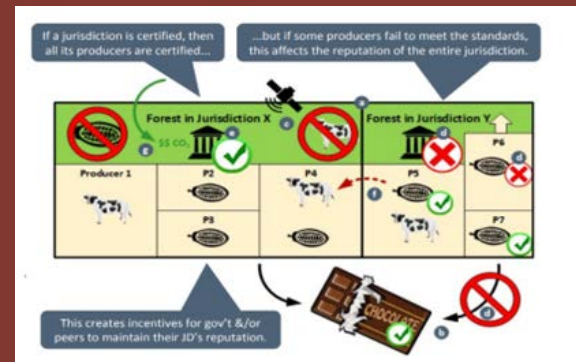 If a jurisdiction is certified, then
all its producers are certified...
...but if some producers fail to meet the standards,
this affects the reputation of the entire jurisdiction.
a
Forest in Jurisdiction X
Forest in Jurisdiction Y
c
e
d
g
$$ CO₂
P6
d
Producer 1
P2
P4
P5
f
P3
P7
CHOCOLATE
d
b
This creates incentives for gov't &/or
peers to maintain their JD's reputation.